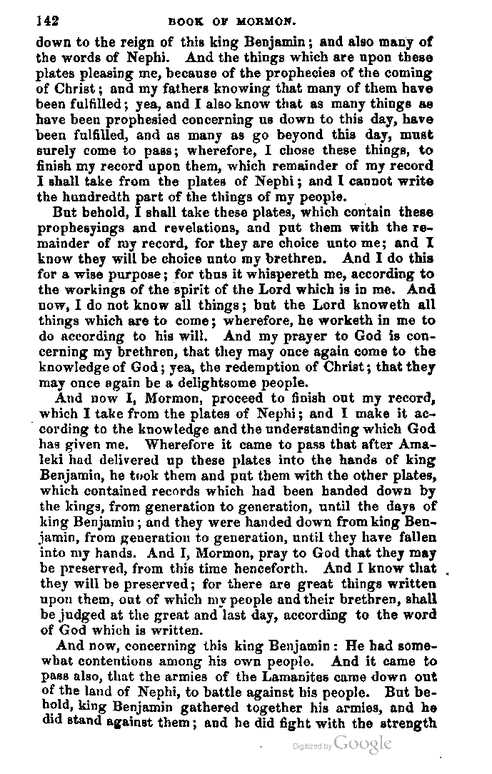 142 BOOK OF MORMON.
down to the reign of this king Benjamin; and also many of
the words of Nephi. And the things which are upon these
plates pleasing me, because of the prophecies of the coming
of Christ; and my fathers knowing that many of them have
been fulfilled; yea, and I also know that as many things as
have been prophesied concerning us down to this day, have
been fulfilled, and as many as go beyond this day, must
surely come to pass; wherefore, I chose these things, to
finish my record upon them, which remainder of my record
I shall take from the plates of Nephi; and I cannot write
the hundredth part of the things of my people.
But behold, I shall take these plates, which contain these
prophesyings and revelations, and put them with the re-
mainder of my record, for they are choice unto me; and I
know they will be choice unto my brethren. And I do this
for a wise purpose; for thus it whispereth me, according to
the workings of the spirit of the Lord which is in me. And
now, I do not know all things; but the Lord knoweth all
things which are to come; wherefore, he worketh in me to
do according to his will. And my prayer to God is con-
cerning my brethren, that they may once again come to the
knowledge of God; yea, the redemption of Christ; that they
may once again be a delightsome people.
And now I, Mormon, proceed to finish out my record,
which I take from the plates of Nephi; and I make it ac-
cording to the knowledge and the understanding which God
has given me. Wherefore it came to pass that after Ama-
leki had delivered up these plates into the hands of king
Benjamin, he took them and put them with the other plates,
which contained records which had been handed down by
the kings, from generation to generation, until the days of
king Benjamin; and they were handed down from king Ben-
jamin, from generation to generation, until they have fallen
into my hands. And I, Mormon, pray to God that they may
be preserved, from this time henceforth. And I know that
they will be preserved; for there are great things written
upon them, out of which my people and their brethren, shall
be judged at the great and last day, according to the word
of God which is written.
And now, concerning this king Benjamin: He had some-
what contentions among his own people. And it came to
pass also, that the armies of the Lamanites came down out
of the land of Nephi, to battle against his people. But be-
hold, king Benjamin gathered together his armies, and he
did stand against them; and he did fight with the strength
Digitized by Google